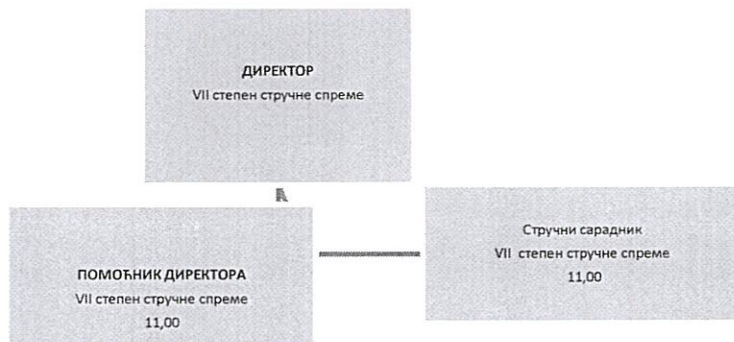 ДИРЕКТОР
VII степен стручне спреме
ПОМОЋНИК ДИРЕКТОРА
VII степен стручне спреме
11,00
Стручни сарадник
VII степен стручне спреме
11,00